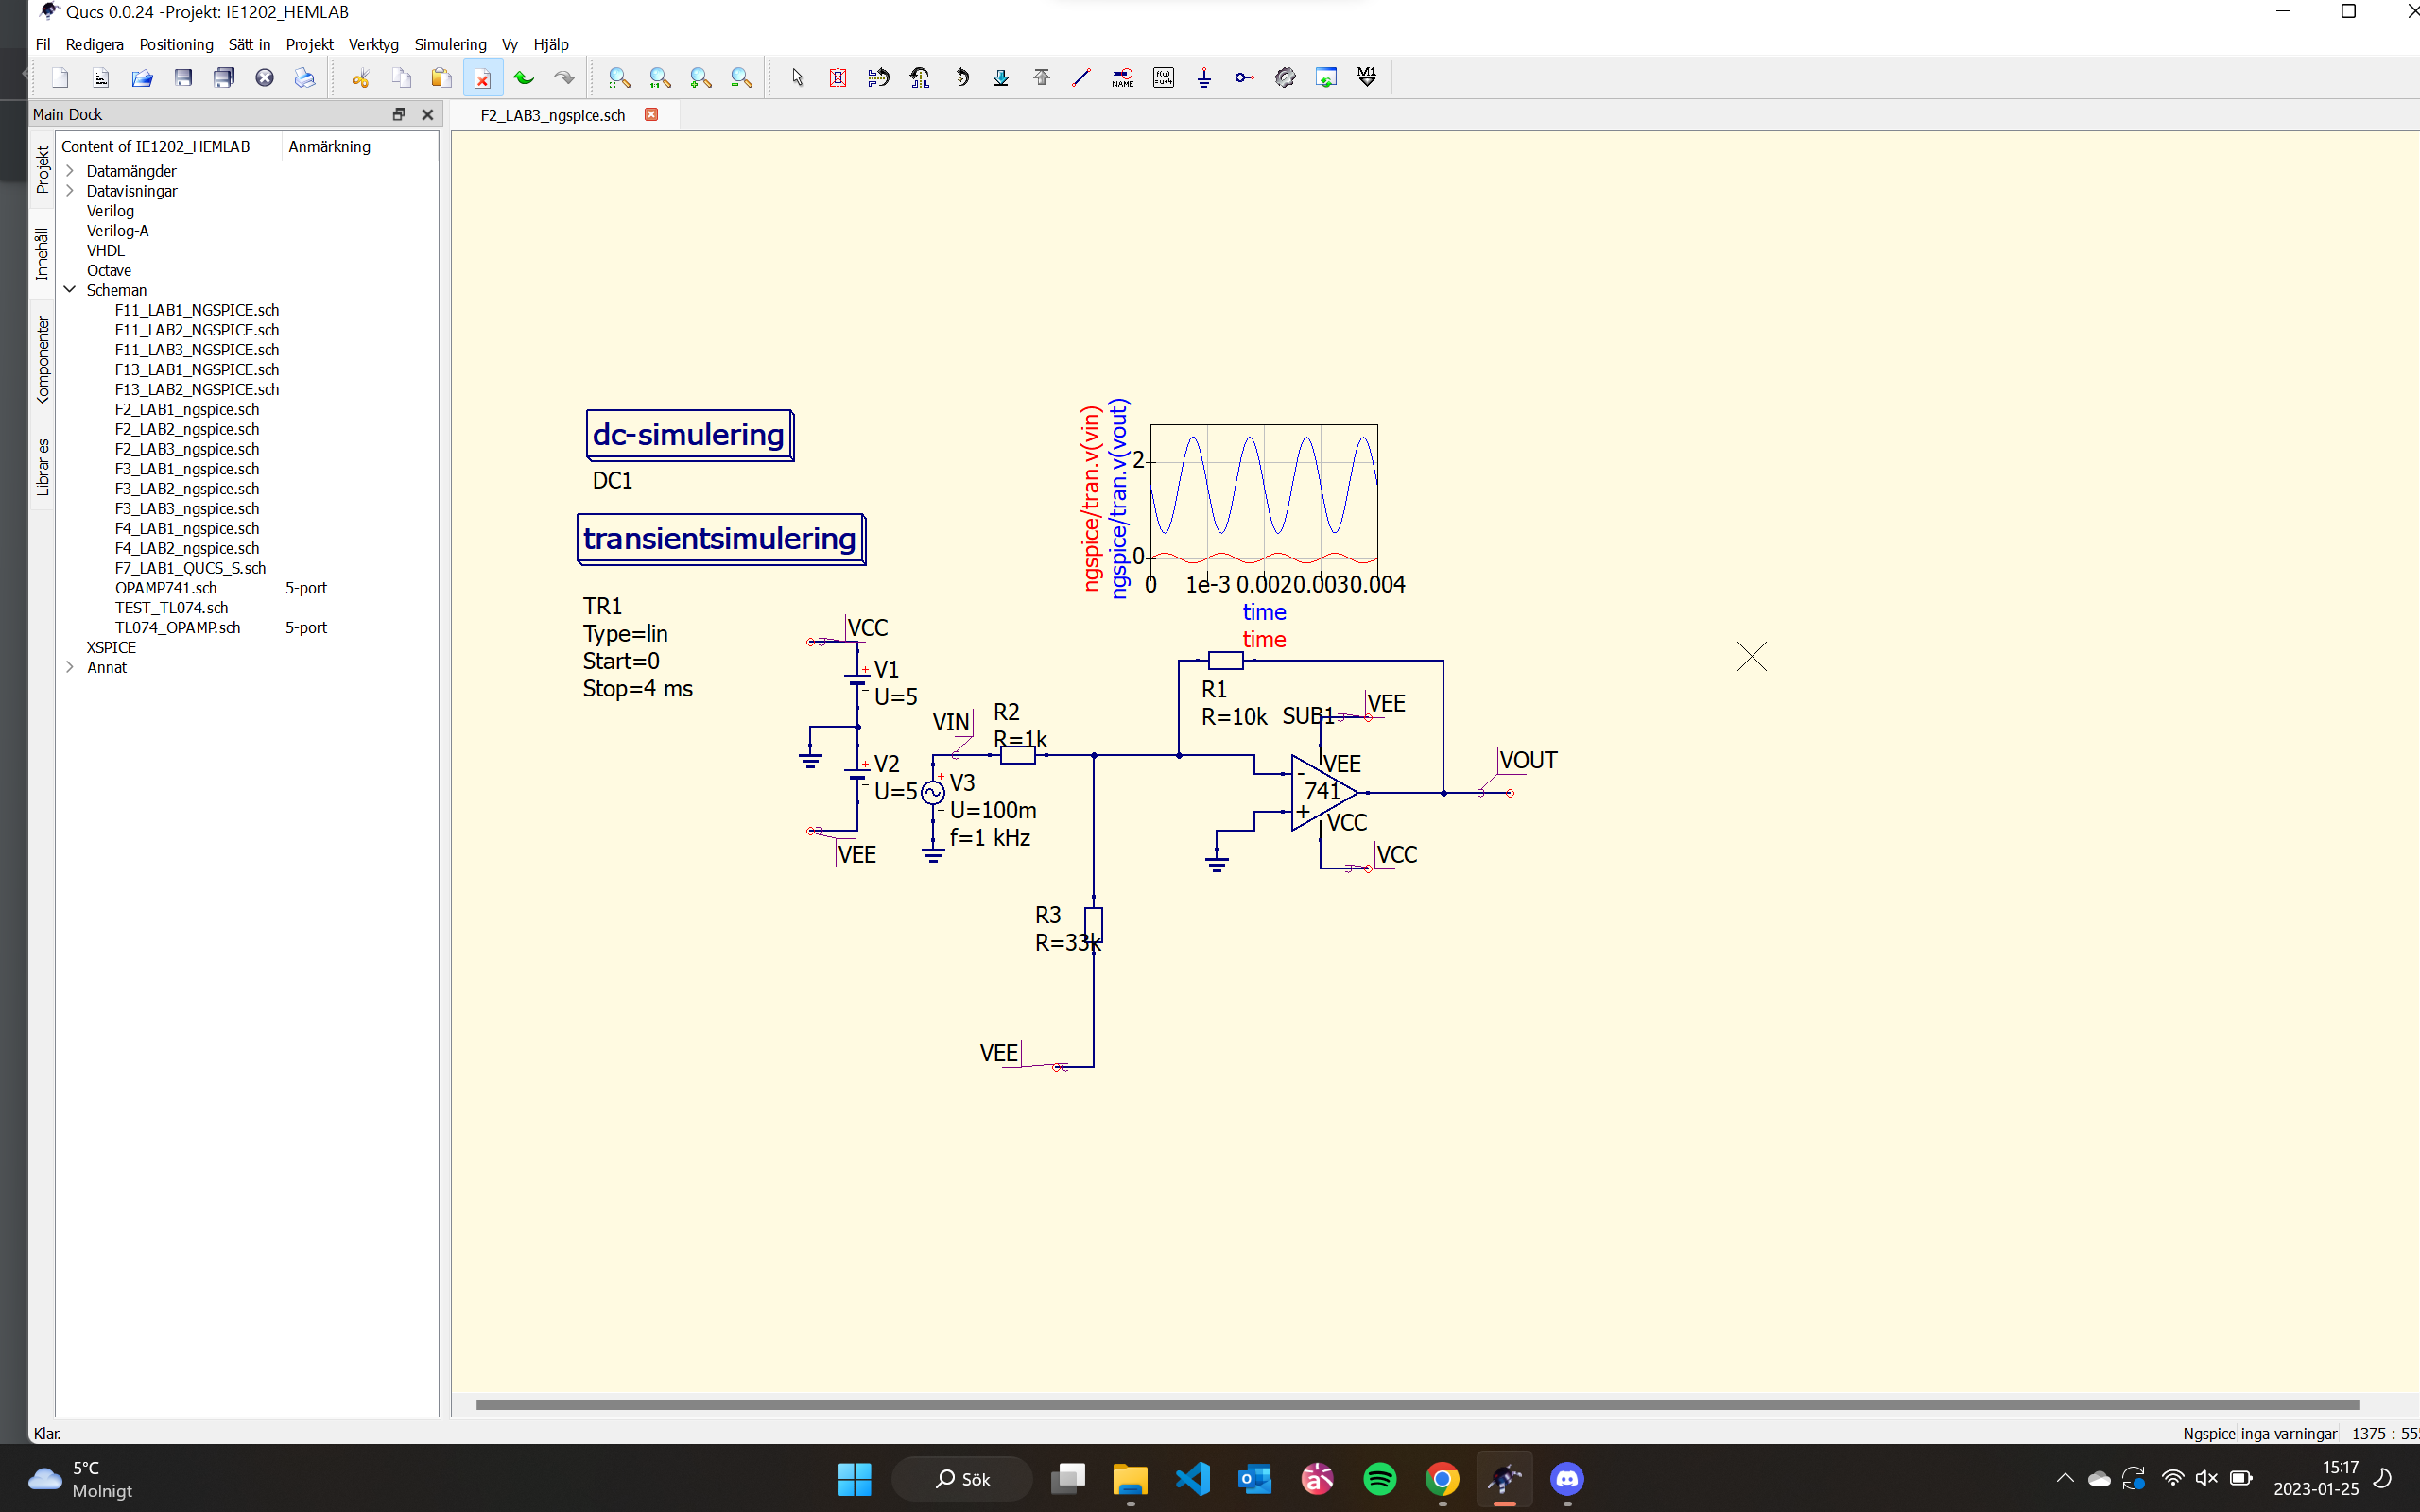 Qucs 0.0.24 -Projekt: IE1202_HEMLAB
Fil Redigera Positioning Sätt in Projekt Verktyg Simulering Vy Hjälp
NAME
M1
Main Dock
F2_LAB3_ngspice.sch
Projekt
Innehåll
Komponenter
Libraries
Content of IE1202_HEMLAB Anmärkning
Datamängder
Datavisningar
Verilog
Verilog-A
VHDL
Octave
Scheman
F11_LAB1_NGSPICE.sch
F11_LAB2_NGSPICE.sch
F11_LAB3_NGSPICE.sch
F13_LAB1_NGSPICE.sch
F13_LAB2_NGSPICE.sch
F2_LAB1_ngspice.sch
F2_LAB2_ngspice.sch
F2_LAB3_ngspice.sch
F3_LAB1_ngspice.sch
F3_LAB2_ngspice.sch
F3_LAB3_ngspice.sch
F4_LAB1_ngspice.sch
F4_LAB2_ngspice.sch
F7_LAB1_QUCS_S.sch
OPAMP741.sch 5-port
TEST_TL074.sch
TL074_OPAMP.sch 5-port
XSPICE
Annat
dc-simulering
DC1
transientsimulering
TR1
Type=lin
Start=0
Stop=4 ms
ngspice/tran.v(vin)
ngspice/tran.v(vout)
2
0
0 1e-3 0.002 0.003 0.004
time
time
VCC
V1
U=5
V2
U=5
VEE
VIN
R2
R=1k
V3
U=100m
f=1 kHz
R1
R=10k
SUB1
VEE
VEE
-
741
+
VCC
VCC
VOUT
R3
R=33k
VEE
Klar.
Ngspice inga varningar 1375 : 55
5°C
Molnigt
Sök
15:17
2023-01-25